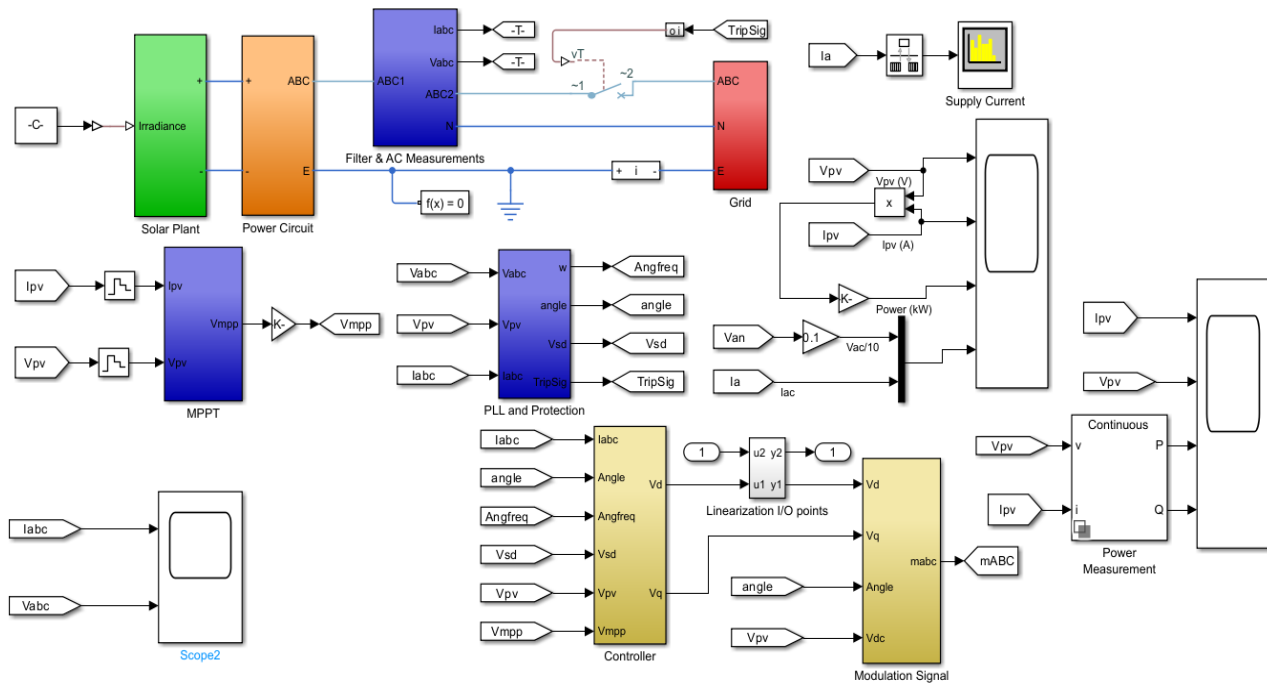 -C-
Irradiance
+
-
Solar Plant
+
-
ABC
E
Power Circuit
ABC1
Iabc
Vabc
ABC2
N
Filter & AC Measurements
-T-
-T-
vT
~1
~2
o i
TripSig
f(x) = 0
+ i -
ABC
N
E
Grid
Ia
Supply Current
Vpv
Vpv (V)
x
Ipv
Ipv (A)
-K-
Power (kW)
Van
0.1
Vac/10
Ia
Iac
Ipv
Vpv
Ipv
Vpv
Vmpp
MPPT
-K-
Vmpp
Vabc
Vpv
Iabc
Vabc
Vpv
Iabc
w
angle
Vsd
TripSig
PLL and Protection
Angfreq
angle
Vsd
TripSig
Iabc
angle
Angfreq
Vsd
Vpv
Vmpp
Iabc
Angle
Angfreq
Vsd
Vpv
Vmpp
Vd
Vq
Controller
1
u2 y2
u1 y1
1
Linearization I/O points
angle
Vpv
Vd
Vq
Angle
Vdc
mabc
Modulation Signal
mABC
Ipv
Vpv
Vpv
Ipv
Continuous
v
i
P
Q
Power
Measurement
Iabc
Vabc
Scope2